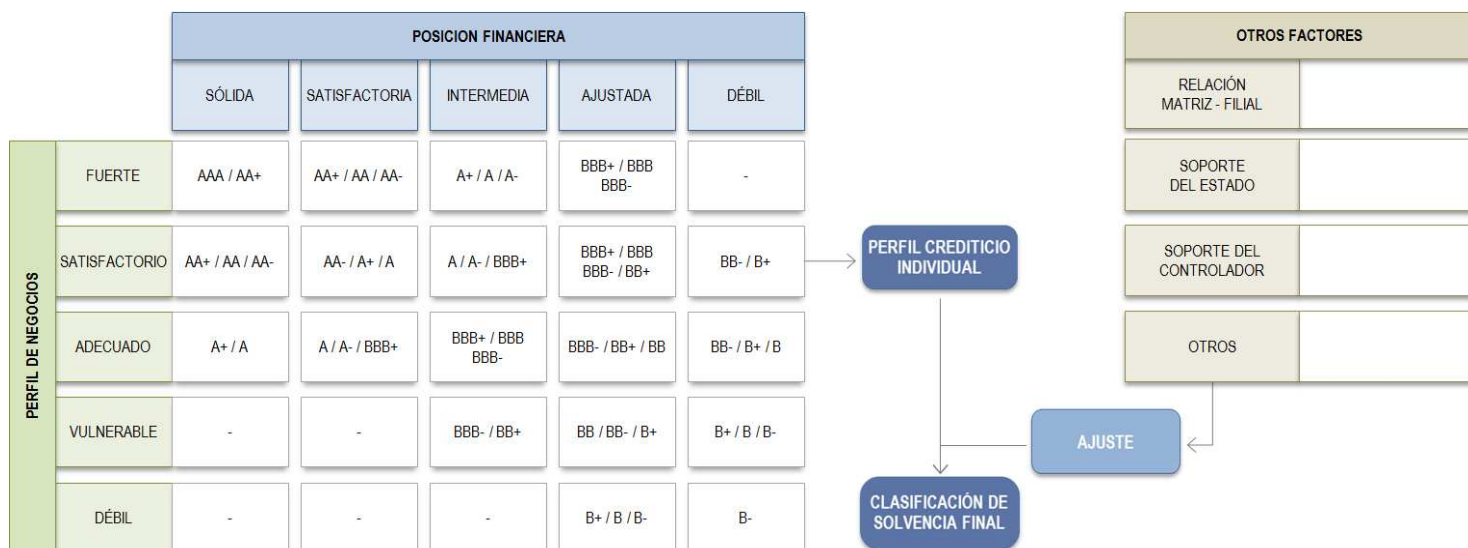 POSICION FINANCIERA
OTROS FACTORES
SÓLIDA
SATISFACTORIA
INTERMEDIA
AJUSTADA
DÉBIL
RELACIÓN
MATRIZ - FILIAL
PERFIL DE NEGOCIOS
FUERTE
AAA / AA+
AA+ / AA / AA-
A+ / A / A-
BBB+ / BBB
BBB-
-
SOPORTE
DEL ESTADO
SATISFACTORIO
AA+ / AA / AA-
AA- / A+ / A
A / A- / BBB+
BBB+ / BBB
BBB- / BB+
BB- / B+
PERFIL CREDITICIO
INDIVIDUAL
SOPORTE DEL
CONTROLADOR
ADECUADO
A+ / A
A / A- / BBB+
BBB+ / BBB
BBB-
BBB- / BB+ / BB
BB- / B+ / B
OTROS
VULNERABLE
-
-
BBB- / BB+
BB / BB- / B+
B+ / B / B-
AJUSTE
DÉBIL
-
-
-
B+ / B / B-
B-
CLASIFICACIÓN DE
SOLVENCIA FINAL